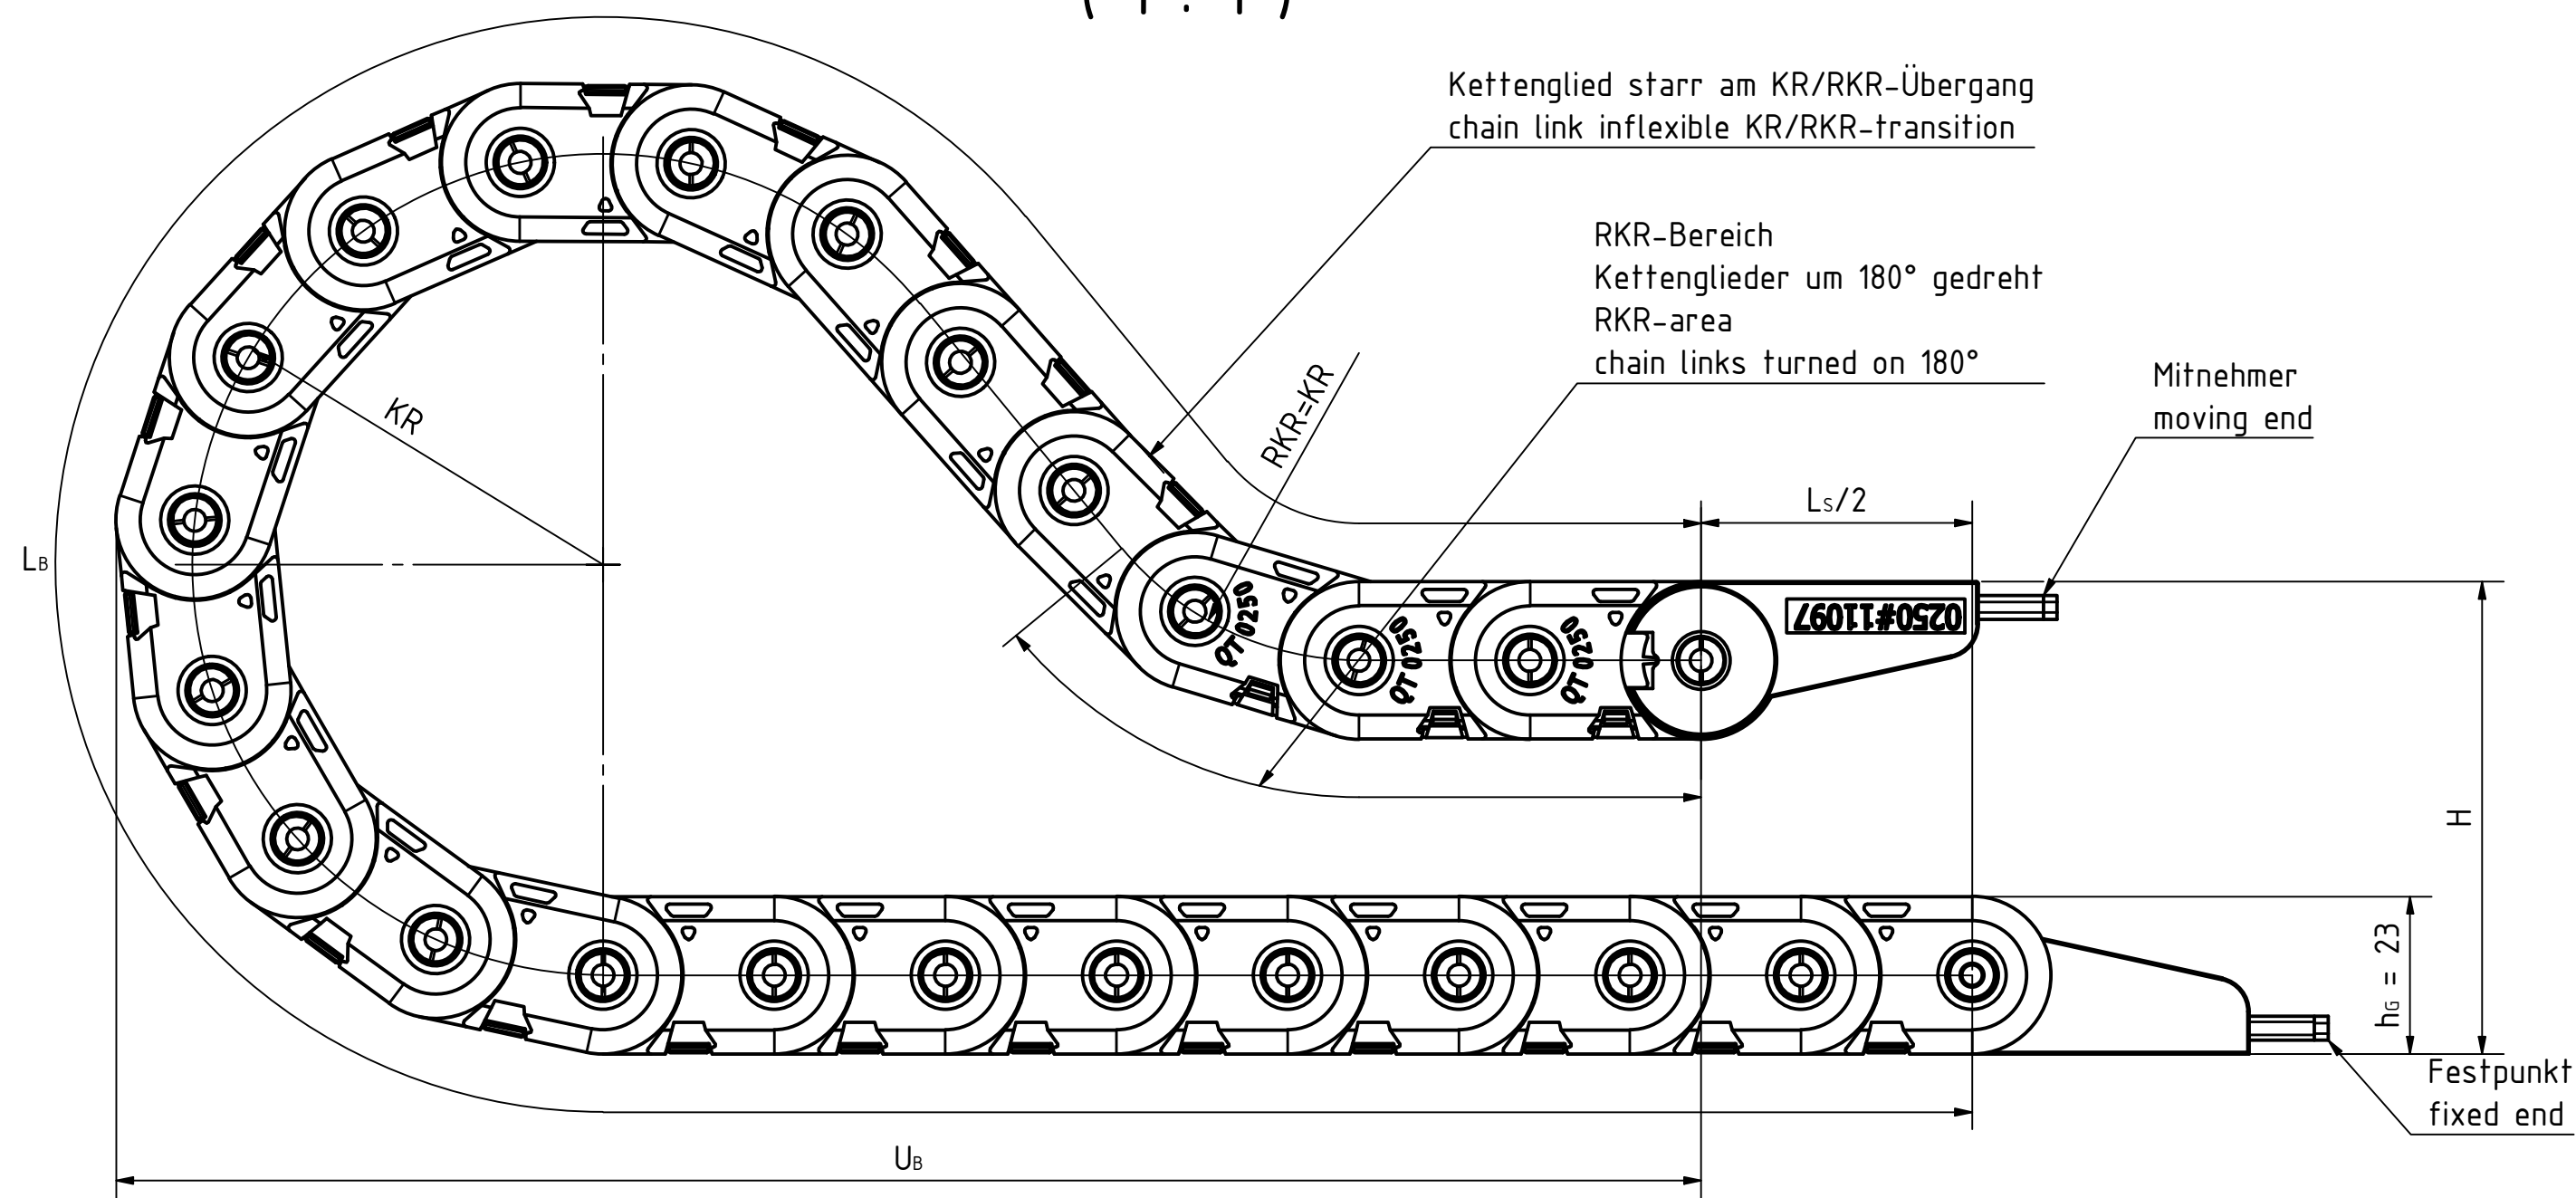 Kettenglied starr am KR/RKR-Übergang
chain link inflexible KR/RKR-transition
RKR-Bereich
Kettenglieder um 180° gedreht
RKR-area
chain links turned on 180°
Mitnehmer
moving end
KR
RKR=KR
LS/2
LB
QT 0250
QT 0250
QT 0250
0250#11097
H
hG = 23
Festpunkt
fixed end
UB